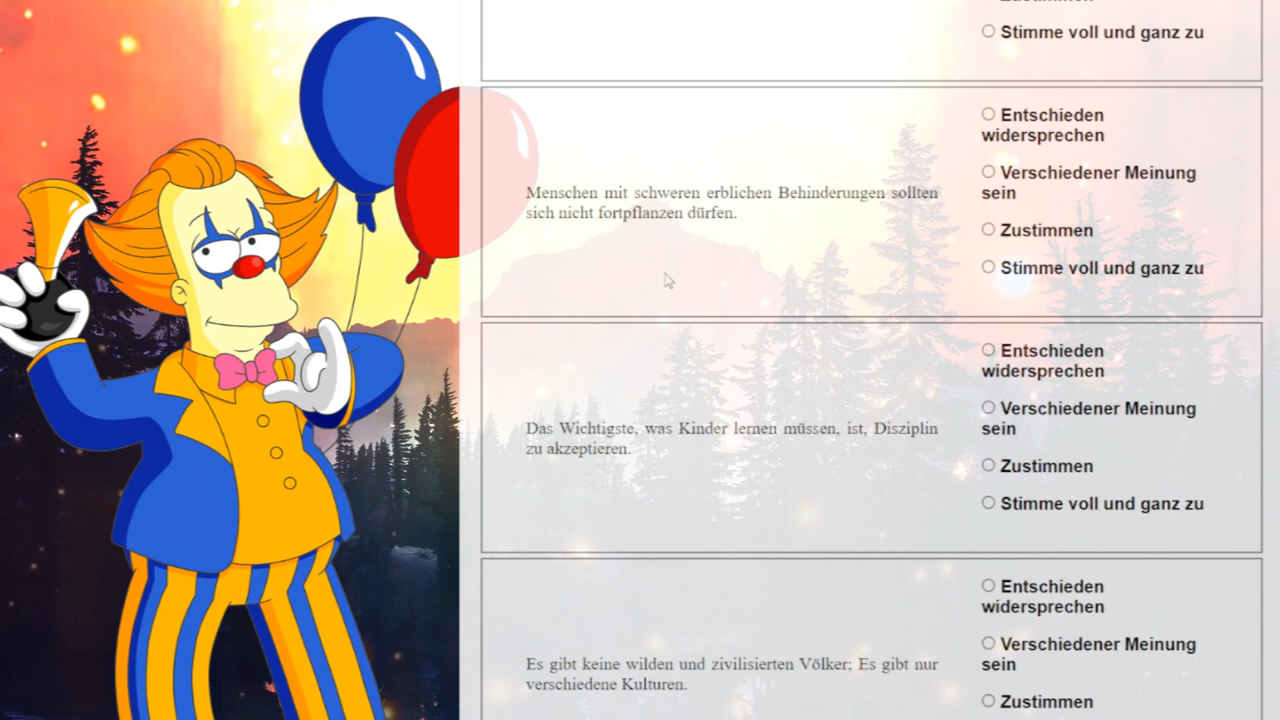 Stimme voll und ganz zu
Menschen mit schweren erblichen Behinderungen sollten
sich nicht fortpflanzen dürfen.
Entschieden
widersprechen
Verschiedener Meinung
sein
Zustimmen
Stimme voll und ganz zu
Das Wichtigste, was Kinder lernen müssen, ist, Disziplin
zu akzeptieren.
Entschieden
widersprechen
Verschiedener Meinung
sein
Zustimmen
Stimme voll und ganz zu
Es gibt keine wilden und zivilisierten Völker; Es gibt nur
verschiedene Kulturen.
Entschieden
widersprechen
Verschiedener Meinung
sein
Zustimmen